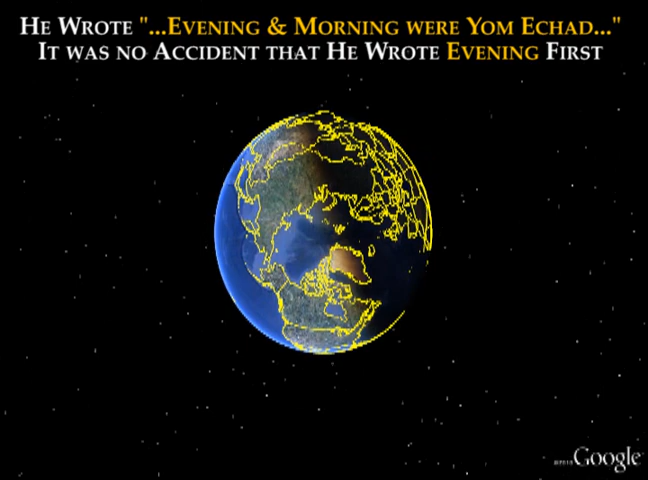 He Wrote "...Evening & Morning were Yom Echad..."
It was no Accident that He Wrote Evening First
Google